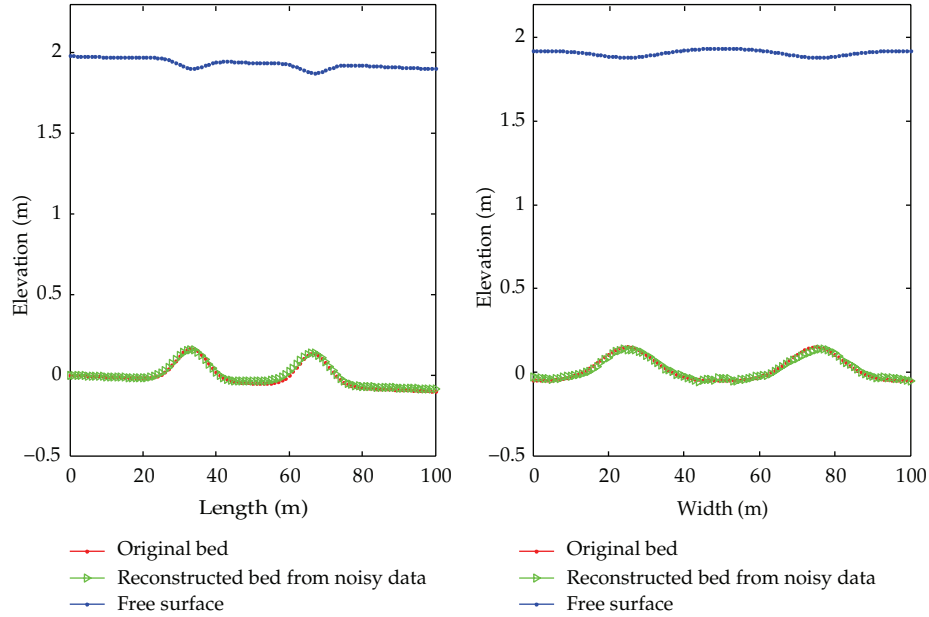 2
1.5
1
0.5
0
−0.5
Elevation (m)
0 20 40 60 80 100
Length (m)
Original bed
Reconstructed bed from noisy data
Free surface
2
1.5
1
0.5
0
−0.5
Elevation (m)
0 20 40 60 80 100
Width (m)
Original bed
Reconstructed bed from noisy data
Free surface